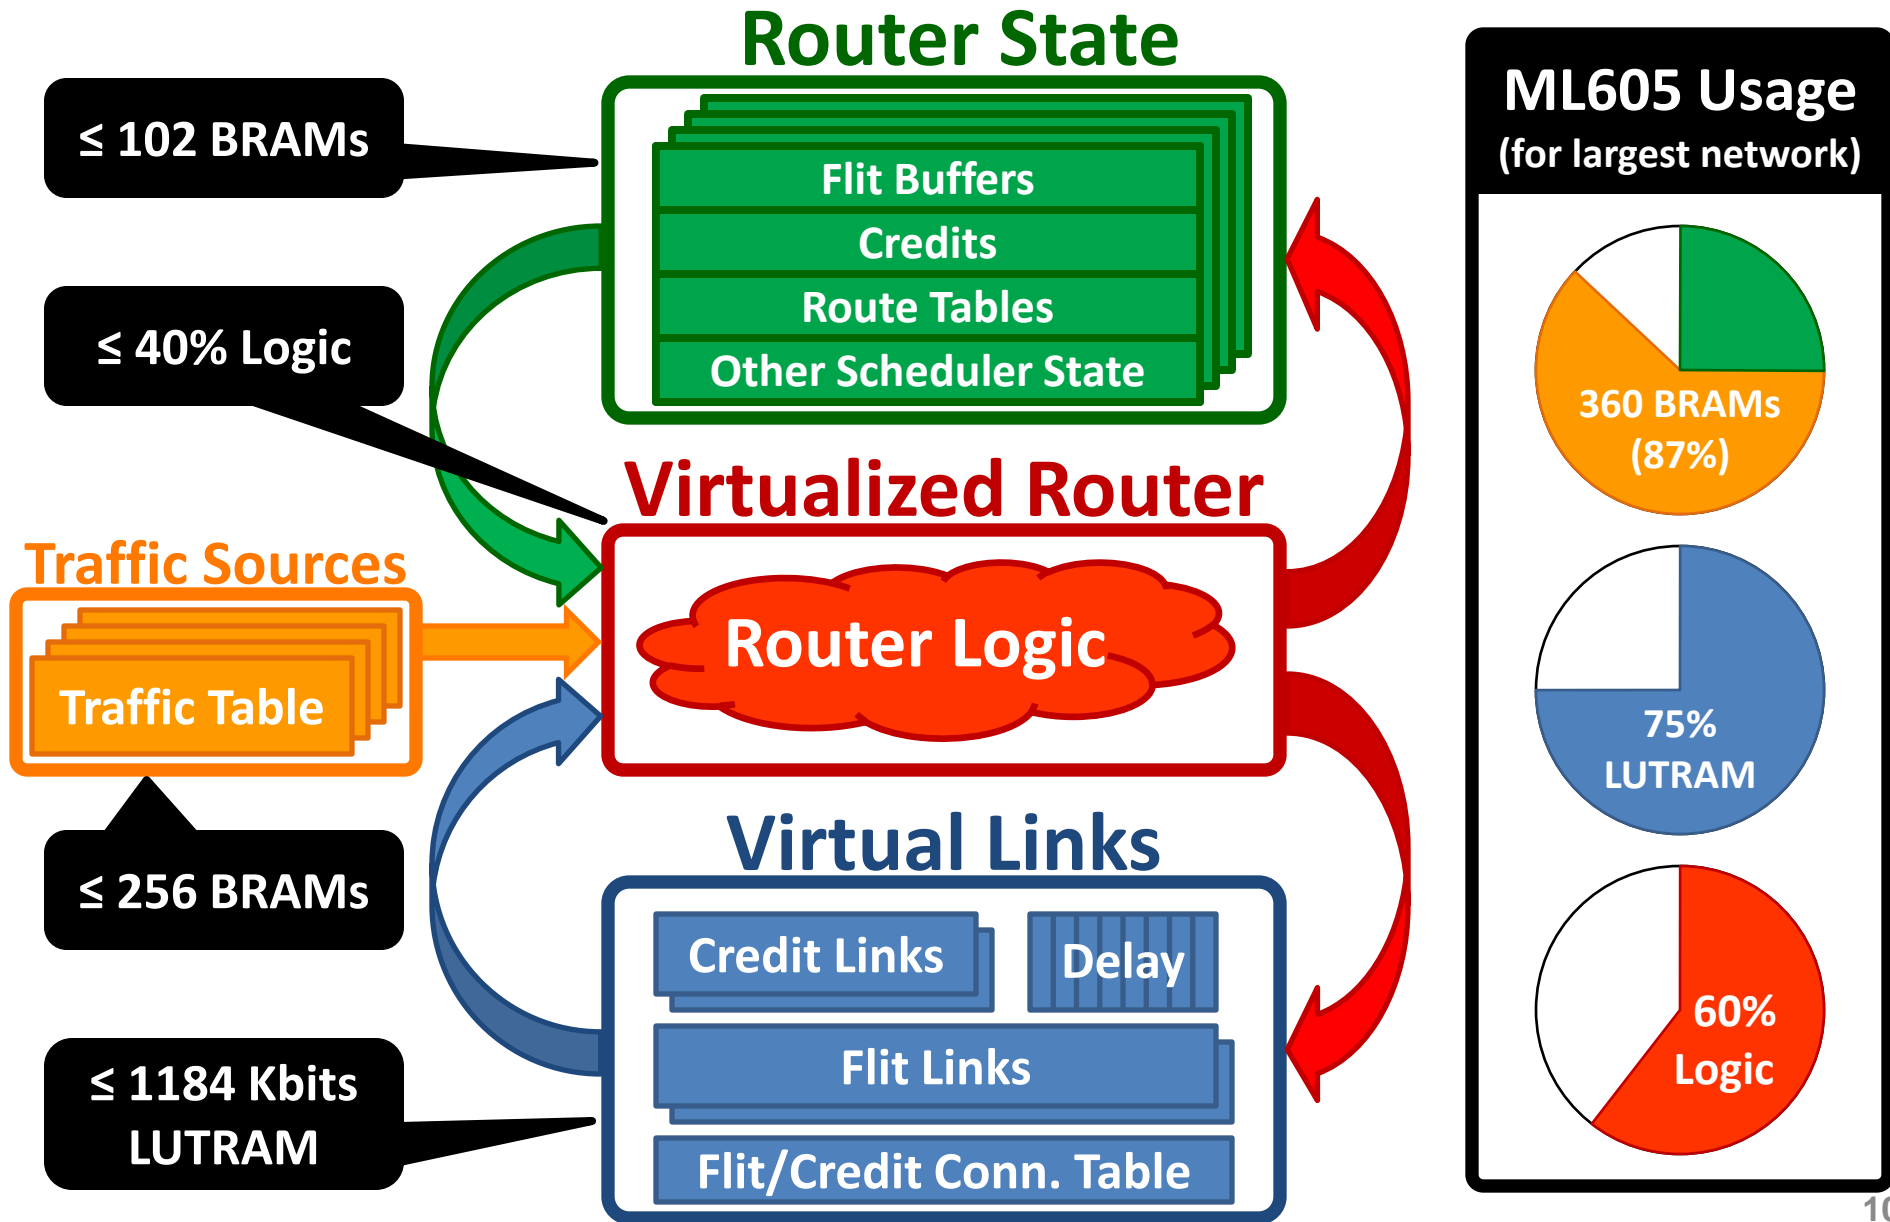 Router State
≤ 102 BRAMs
Flit Buffers
Credits
Route Tables
Other Scheduler State
≤ 40% Logic
Virtualized Router
Router Logic
Traffic Sources
Traffic Table
≤ 256 BRAMs
Virtual Links
Credit Links
Delay
Flit Links
Flit/Credit Conn. Table
≤ 1184 Kbits
LUTRAM
ML605 Usage
(for largest network)
360 BRAMs
(87%)
75%
LUTRAM
60%
Logic
10